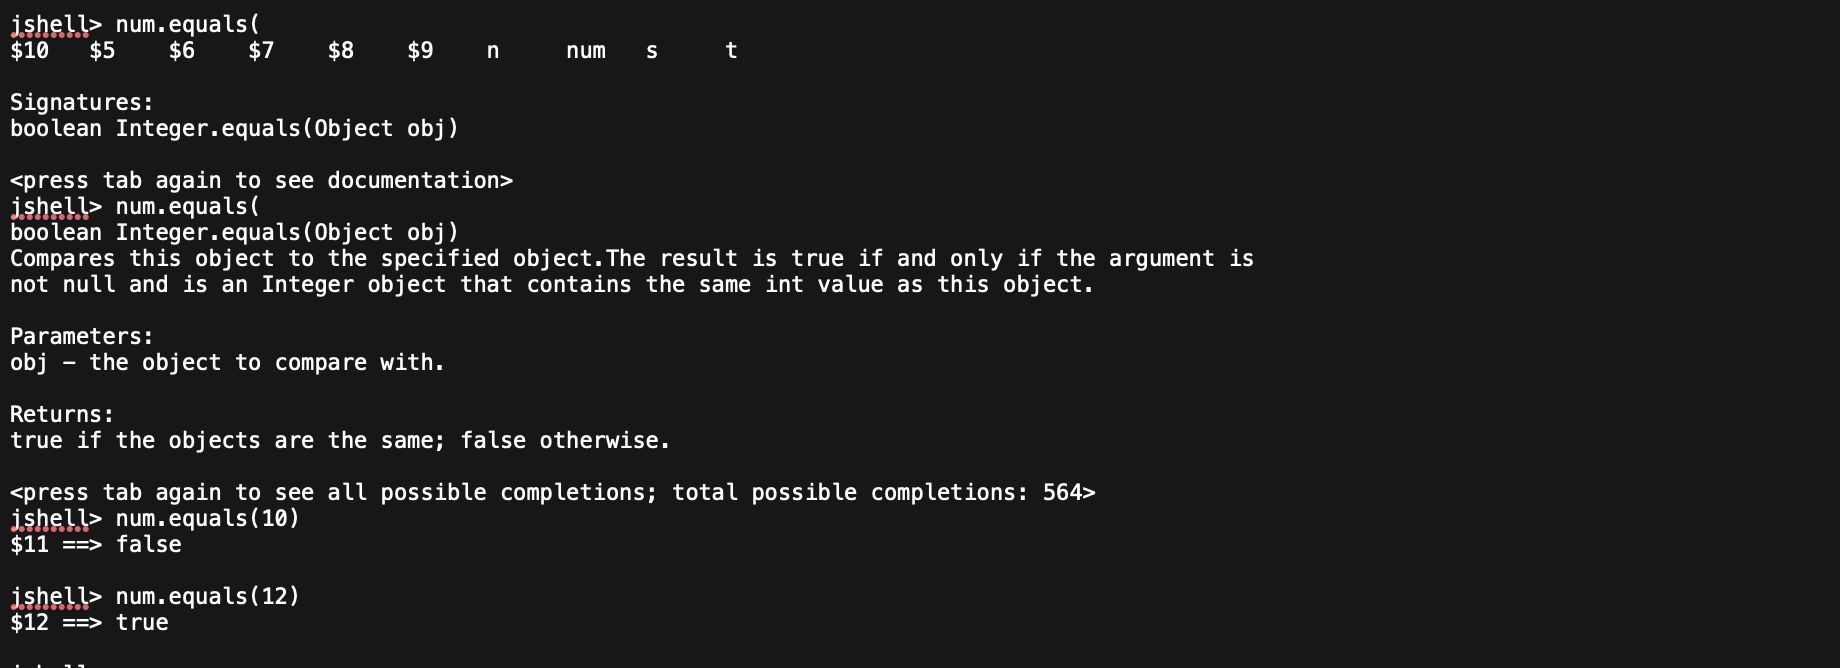 jshell> num.equals(
$10 $5 $6 $7 $8 $9 n num s t
Signatures:
boolean Integer.equals(Object obj)
<press tab again to see documentation>
jshell> num.equals(
boolean Integer.equals(Object obj)
Compares this object to the specified object.The result is true if and only if the argument is
not null and is an Integer object that contains the same int value as this object.
Parameters:
obj – the object to compare with.
Returns:
true if the objects are the same; false otherwise.
<press tab again to see all possible completions; total possible completions: 564>
jshell> num.equals(10)
$11 ==> false
jshell> num.equals(12)
$12 ==> true